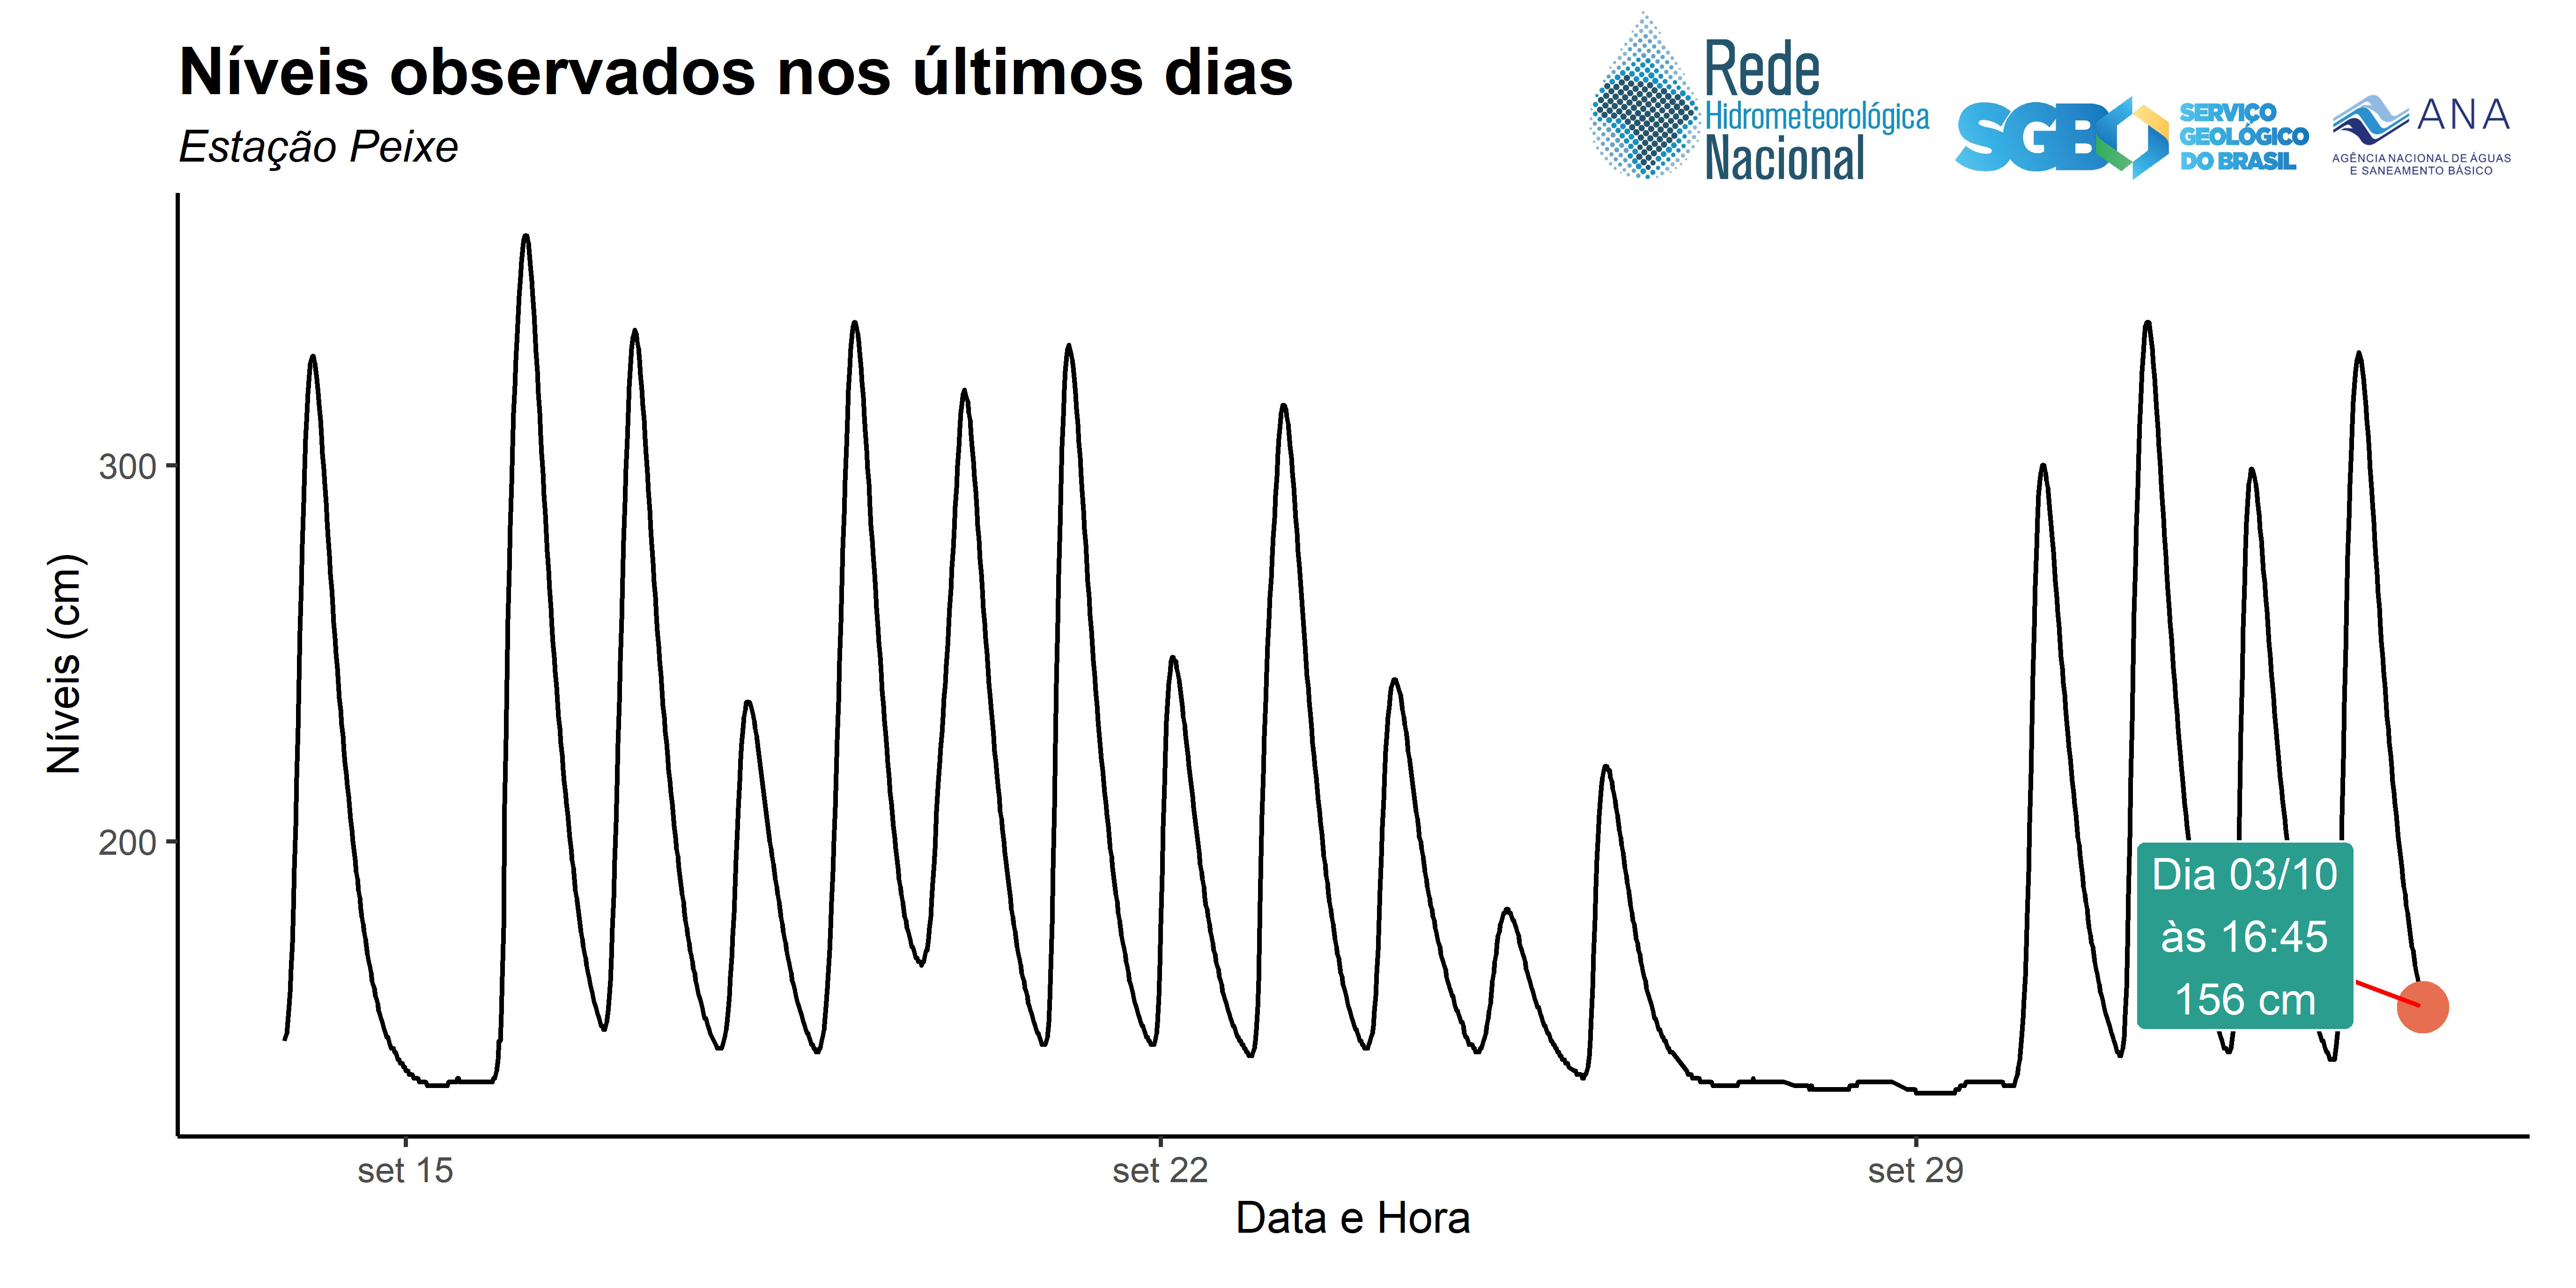 Níveis observados nos últimos dias
Estação Peixe
Rede
Hidrometeorológica
Nacional
SGB
SERVIÇO
GEOLÓGICO
DO BRASIL
ANA
AGÊNCIA NACIONAL DE ÁGUAS
E SANEAMENTO BÁSICO
Níveis (cm)
300
200
Dia 03/10
às 16:45
156 cm
set 15
set 22
set 29
Data e Hora